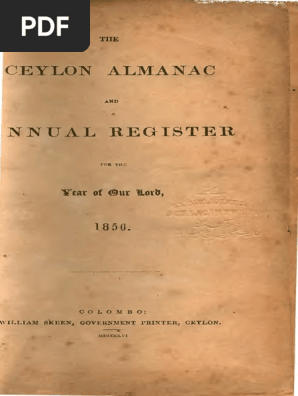 PDF
THE
CEYLON ALMANAC
AND
NNUAL REGISTER
FOR THE
Year of Our Lord,
1856.
COLOMBO:
WILLIAM SKEEN, GOVERNMENT PRINTER, CEYLON.